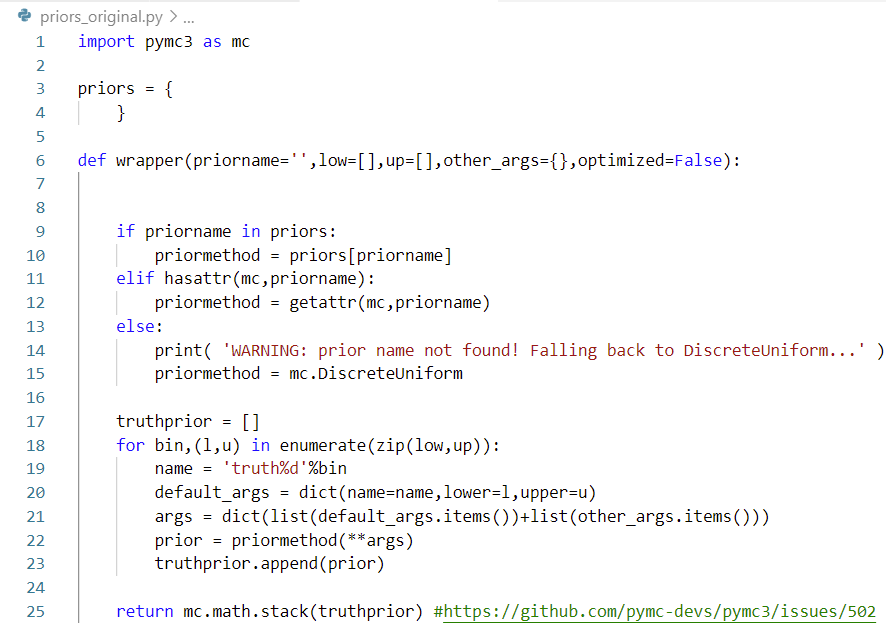 priors_original.py > ...
1 import pymc3 as mc
2
3 priors = {
4     }
5
6 def wrapper(priorname='',low=[],up=[],other_args={},optimized=False):
7
8
9     if priorname in priors:
10         priormethod = priors[priorname]
11     elif hasattr(mc,priorname):
12         priormethod = getattr(mc,priorname)
13     else:
14         print( 'WARNING: prior name not found! Falling back to DiscreteUniform...' )
15         priormethod = mc.DiscreteUniform
16
17     truthprior = []
18     for bin,(l,u) in enumerate(zip(low,up)):
19         name = 'truth%d'%bin
20         default_args = dict(name=name,lower=l,upper=u)
21         args = dict(list(default_args.items())+list(other_args.items()))
22         prior = priormethod(**args)
23         truthprior.append(prior)
24
25     return mc.math.stack(truthprior) #https://github.com/pymc-devs/pymc3/issues/502